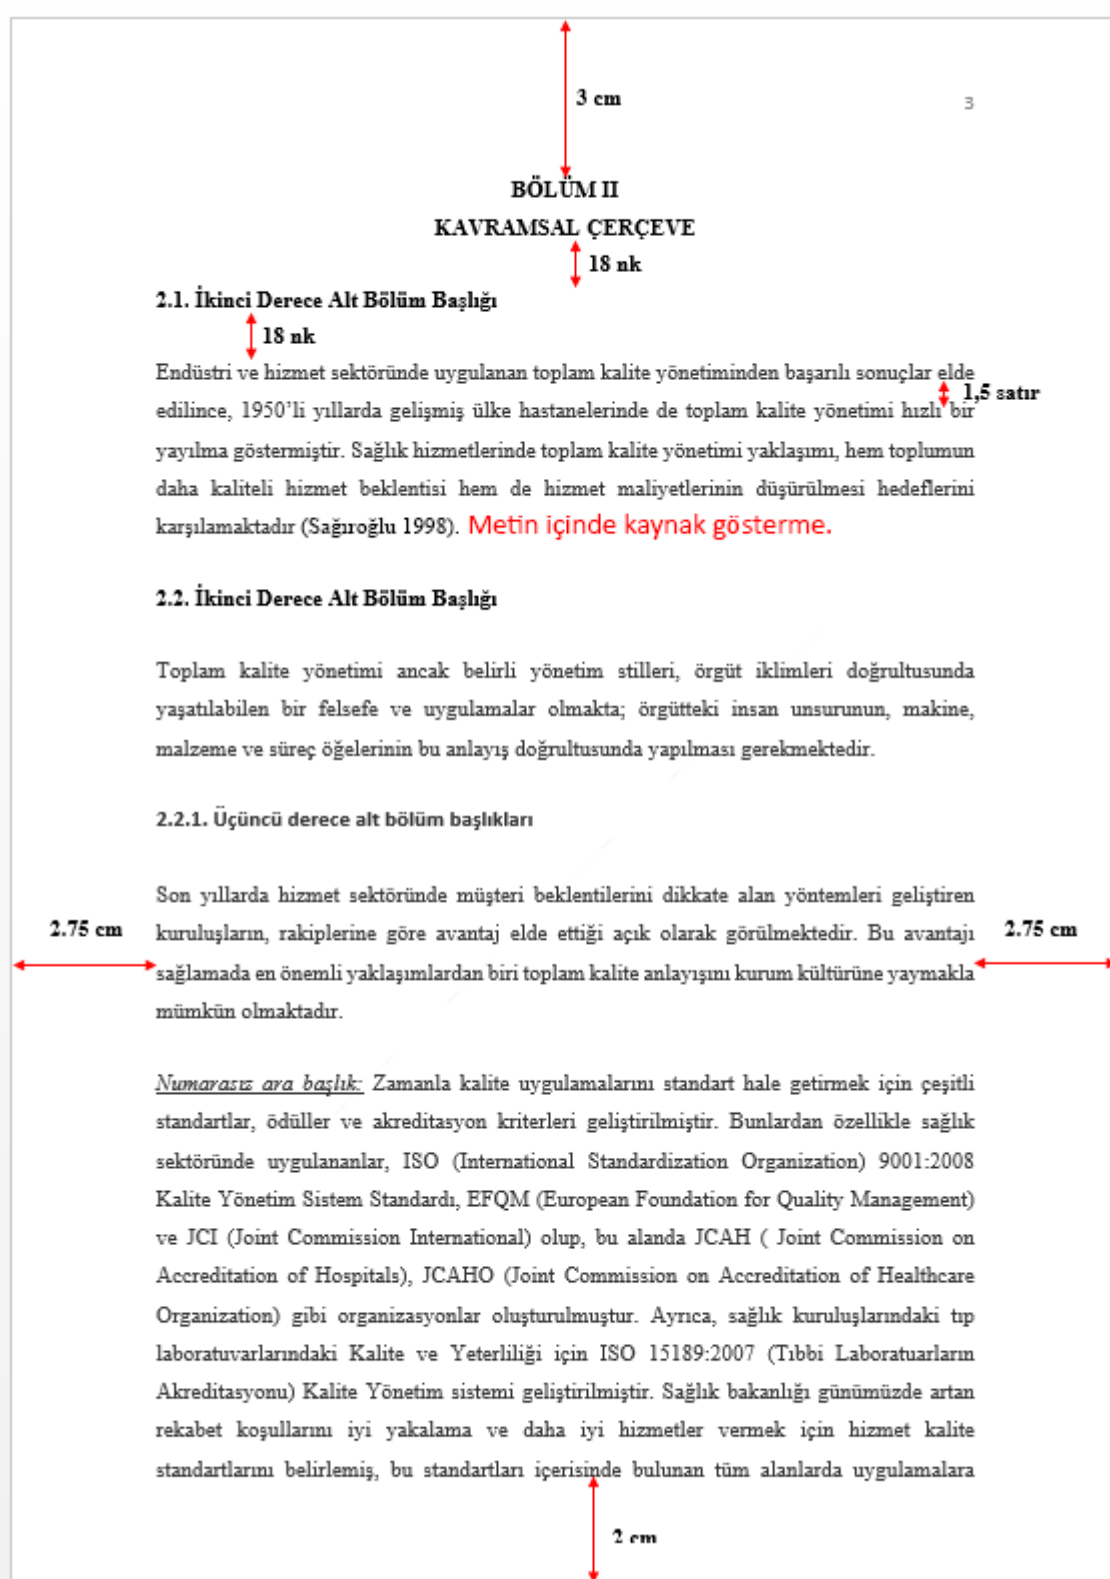 3 cm
3
BÖLÜM II
KAVRAMSAL ÇERÇEVE
18 nk
2.1. İkinci Derece Alt Bölüm Başlığı
18 nk
Endüstri ve hizmet sektöründe uygulanan toplam kalite yönetiminden başarılı sonuçlar elde
1,5 satır
edilince, 1950’li yıllarda gelişmiş ülke hastanelerinde de toplam kalite yönetimi hızlı bir
yayılma göstermiştir. Sağlık hizmetlerinde toplam kalite yönetimi yaklaşımı, hem toplumun
daha kaliteli hizmet beklentisi hem de hizmet maliyetlerinin düşürülmesi hedeflerini
karşılamaktadır (Sağıroğlu 1998). Metin içinde kaynak gösterme.
2.2. İkinci Derece Alt Bölüm Başlığı
Toplam kalite yönetimi ancak belirli yönetim stilleri, örgüt iklimleri doğrultusunda
yaşatılabilen bir felsefe ve uygulamalar olmakta; örgütteki insan unsurunun, makine,
malzeme ve süreç öğelerinin bu anlayış doğrultusunda yapılması gerekmektedir.
2.2.1. Üçüncü derece alt bölüm başlıkları
Son yıllarda hizmet sektöründe müşteri beklentilerini dikkate alan yöntemleri geliştiren
2.75 cm
kuruluşların, rakiplerine göre avantaj elde ettiği açık olarak görülmektedir. Bu avantajı
2.75 cm
sağlamada en önemli yaklaşımlardan biri toplam kalite anlayışını kurum kültürüne yaymakla
mümkün olmaktadır.
Numarasız ara başlık: Zamanla kalite uygulamalarını standart hale getirmek için çeşitli
standartlar, ödüller ve akreditasyon kriterleri geliştirilmiştir. Bunlardan özellikle sağlık
sektöründe uygulananlar, ISO (International Standardization Organization) 9001:2008
Kalite Yönetim Sistem Standardı, EFQM (European Foundation for Quality Management)
ve JCI (Joint Commission International) olup, bu alanda JCAH ( Joint Commission on
Accreditation of Hospitals), JCAHO (Joint Commission on Accreditation of Healthcare
Organization) gibi organizasyonlar oluşturulmuştur. Ayrıca, sağlık kuruluşlarındaki tıp
laboratuvarlarındaki Kalite ve Yeterliliği için ISO 15189:2007 (Tıbbi Laboratuarların
Akreditasyonu) Kalite Yönetim sistemi geliştirilmiştir. Sağlık bakanlığı günümüzde artan
rekabet koşullarını iyi yakalama ve daha iyi hizmetler vermek için hizmet kalite
standartlarını belirlemiş, bu standartları içerisinde bulunan tüm alanlarda uygulamalara
2 cm